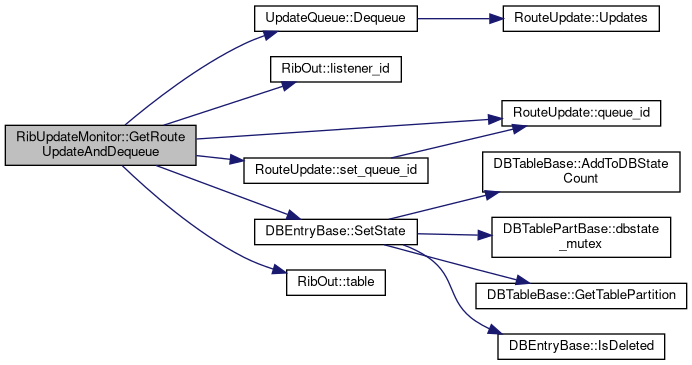 RibUpdateMonitor::GetRoute
UpdateAndDequeue
UpdateQueue::Dequeue
RouteUpdate::Updates
RibOut::listener_id
RouteUpdate::queue_id
RouteUpdate::set_queue_id
DBEntryBase::SetState
DBTableBase::AddToDBState
Count
DBTablePartBase::dbstate
_mutex
DBTableBase::GetTablePartition
DBEntryBase::IsDeleted
RibOut::table